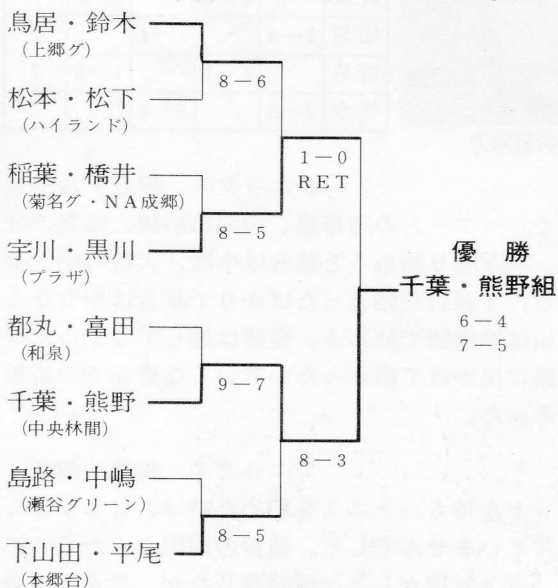 鳥居・鈴木
(上郷グ)
8－6
松本・松下
(ハイランド)
1－0
RET
稲葉・橋井
(菊名グ・NA成郷)
8－5
宇川・黒川
(プラザ)
優 勝
千葉・熊野組
6－4
7－5
都丸・富田
(和泉)
9－7
千葉・熊野
(中央林間)
8－3
島路・中嶋
(瀬谷グリーン)
8－5
下山田・平尾
(本郷台)